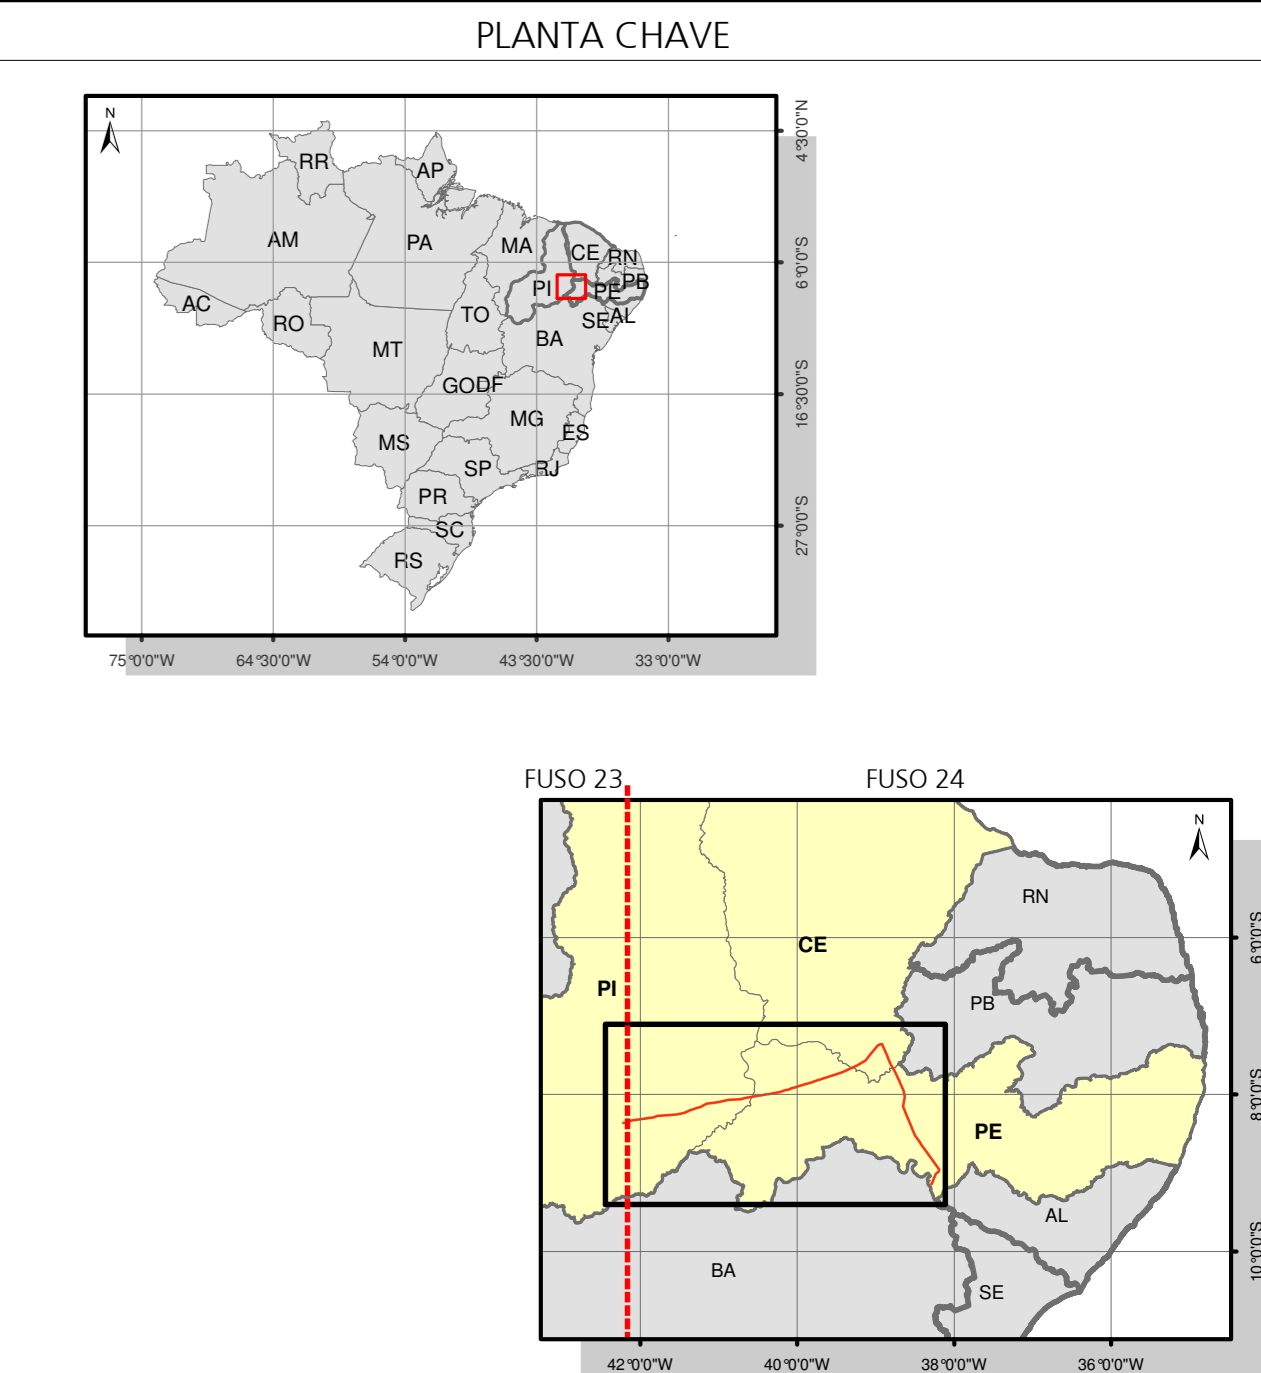 PLANTA CHAVE
N
RR
AP
AM
PA
MA
CE
RN
PI
PE
PB
AC
RO
TO
SE
AL
MT
BA
GO
DF
MG
MS
ES
SP
RJ
PR
SC
RS
4°30'0"N
6°0'0"S
16°30'0"S
27°0'0"S
75°0'0"W 64°30'0"W 54°0'0"W 43°30'0"W 33°0'0"W
FUSO 23 FUSO 24
N
RN
CE
PI
PB
PE
AL
BA
SE
6°0'0"S
8°0'0"S
10°0'0"S
42°0'0"W 40°0'0"W 38°0'0"W 36°0'0"W